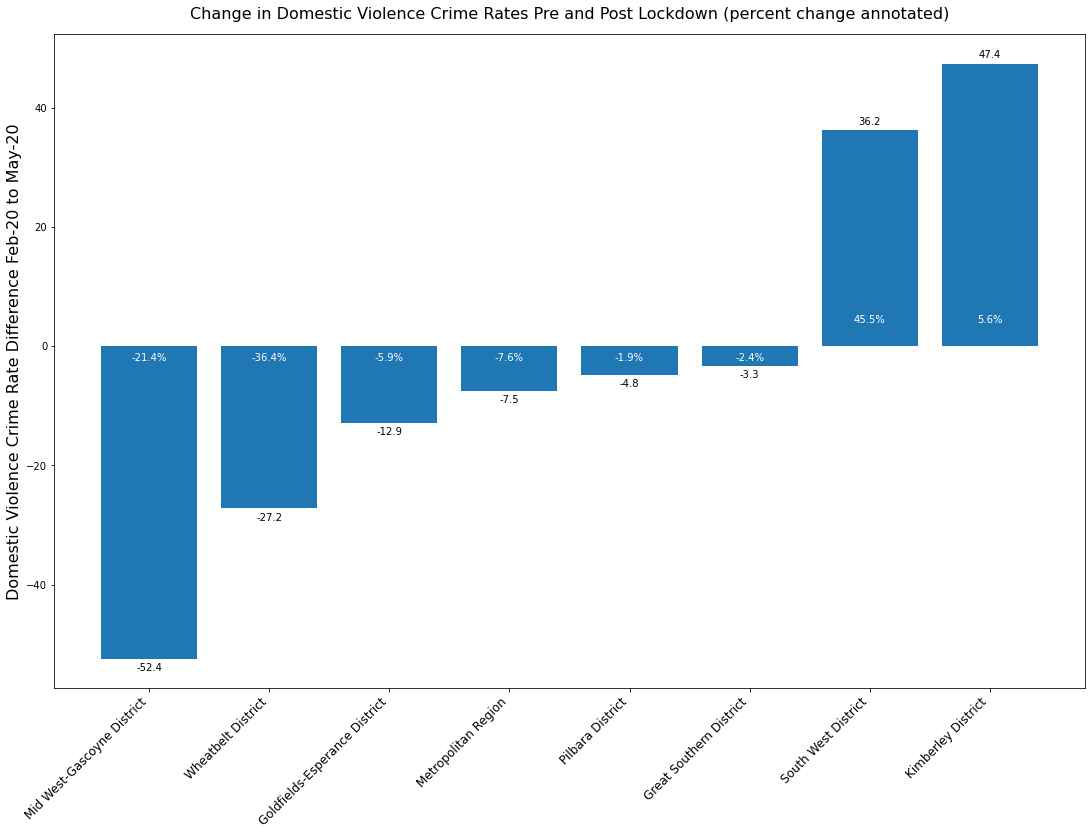 Change in Domestic Violence Crime Rates Pre and Post Lockdown (percent change annotated)
Domestic Violence Crime Rate Difference Feb-20 to May-20
40
20
0
−20
−40
47.4
36.2
45.5%
5.6%
-21.4%
-36.4%
-5.9%
-7.6%
-1.9%
-2.4%
-52.4
-27.2
-12.9
-7.5
-4.8
-3.3
Mid West-Gascoyne District
Wheatbelt District
Goldfields-Esperance District
Metropolitan Region
Pilbara District
Great Southern District
South West District
Kimberley District